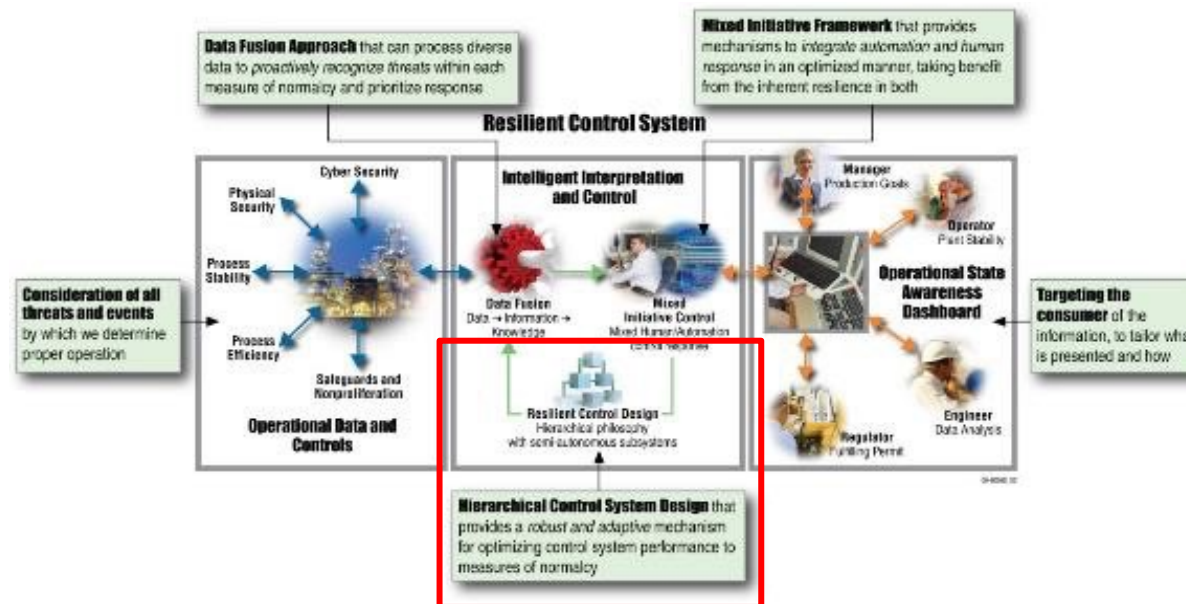 Data Fusion Approach that can process diverse
data to proactively recognize threats within each
measure of normalcy and prioritize response
Mixed Initiative Framework that provides
mechanisms to integrate automation and human
response in an optimized manner, taking benefit
from the inherent resilience in both
Resilient Control System
Cyber Security
Physical
Security
Process
Stability
Process
Efficiency
Safeguards and
Nonproliferation
Operational Data and
Controls
Consideration of all
threats and events
by which we determine
proper operation
Intelligent Interpretation
and Control
Data Fusion
Data → Information →
Knowledge
Mixed
Initiative Control
Mixed Human/Automation
control response
Resilient Control Design
Hierarchical philosophy
with semi-autonomous subsystems
Manager
Production Goals
Operator
Plant Stability
Operational State
Awareness
Dashboard
Engineer
Data Analysis
Regulator
Fulfilling Permit
Targeting the
consumer of the
information, to tailor wha
is presented and how
Hierarchical Control System Design that
provides a robust and adaptive mechanism
for optimizing control system performance to
measures of normalcy